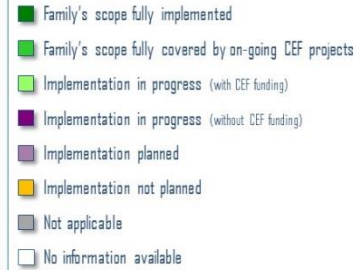 Family's scope fully implemented
Family's scope fully covered by on-going CEF projects
Implementation in progress (with CEF funding)
Implementation in progress (without CEF funding)
Implementation planned
Implementation not planned
Not applicable
No information available